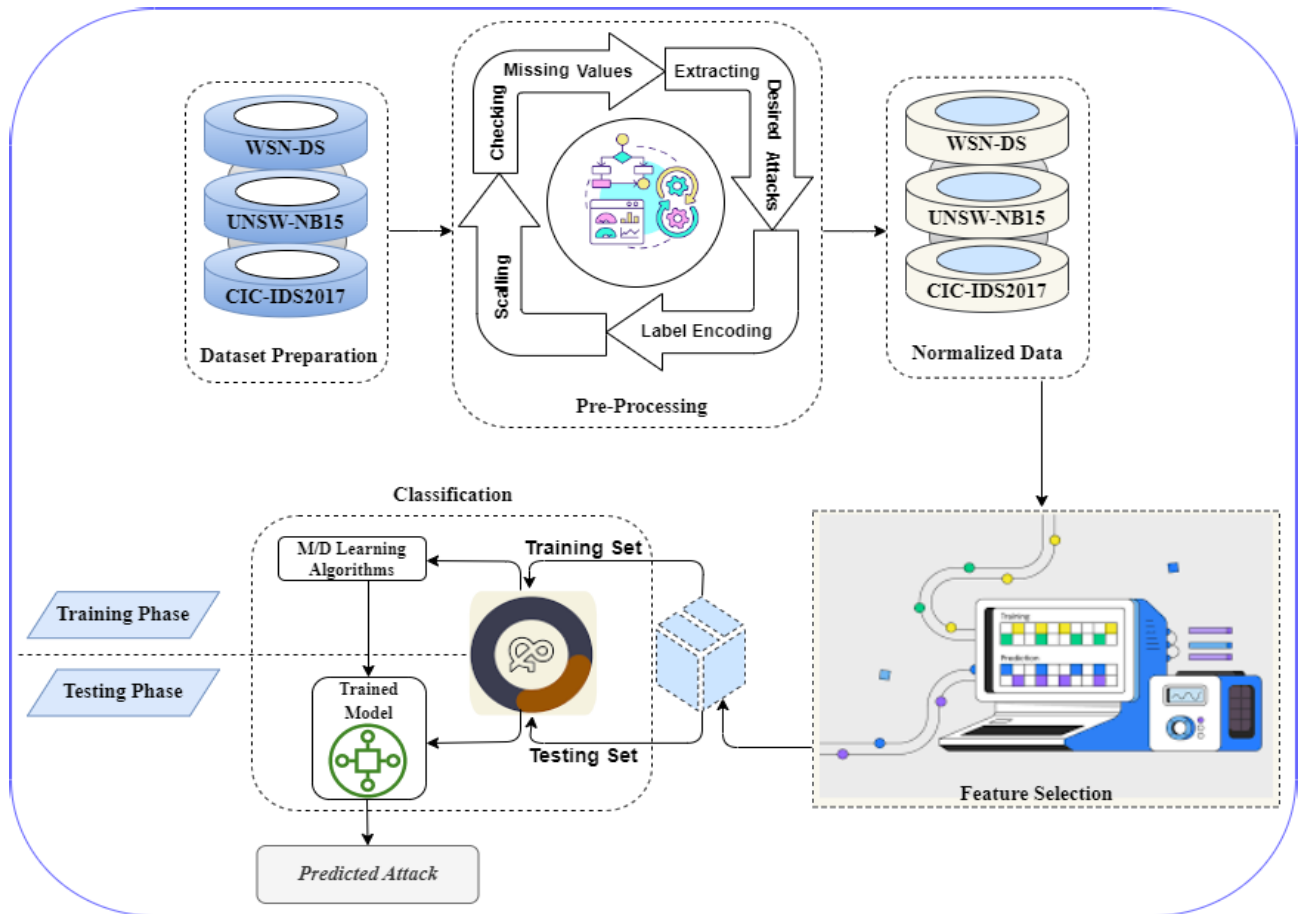 Checking
Missing Values
Extracting
Desired Attacks
Label Encoding
Scalling
WSN-DS
UNSW-NB15
CIC-IDS2017
Dataset Preparation
Pre-Processing
WSN-DS
UNSW-NB15
CIC-IDS2017
Normalized Data
Classification
M/D Learning
Algorithms
Training Set
Training Phase
Testing Phase
Trained
Model
Testing Set
Training
Prediction
Feature Selection
Predicted Attack